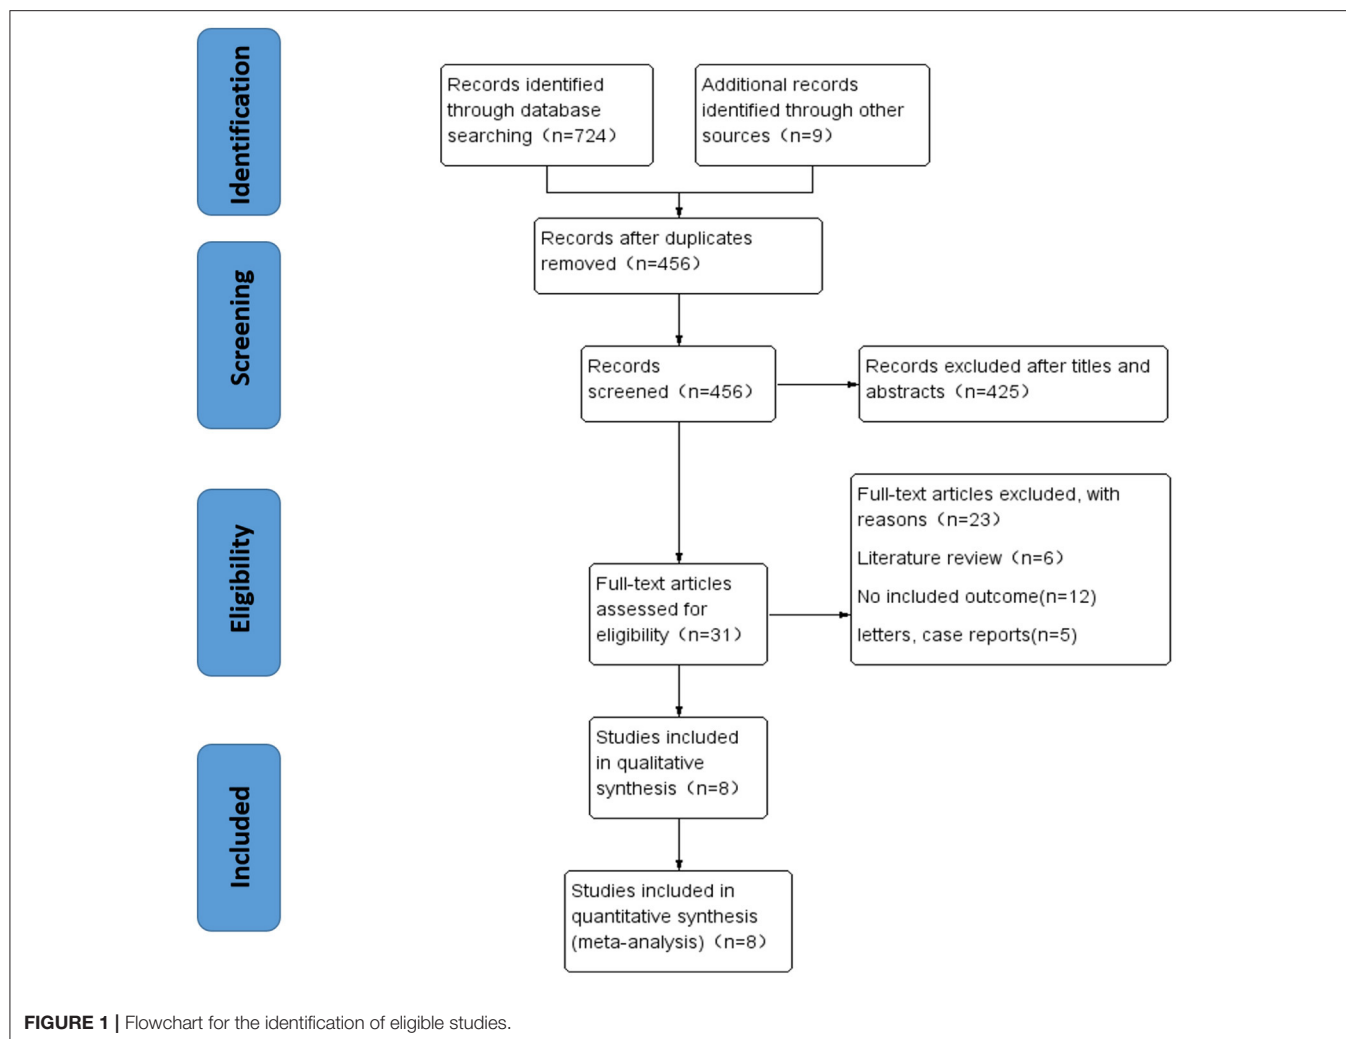 Identification
Records identified
through database
searching（n=724）
Additional records
identified through other
sources（n=9）
Records after duplicates
removed（n=456）
Screening
Records
screened（n=456）
Records excluded after titles and
abstracts（n=425）
Eligibility
Full-text articles
assessed for
eligibility（n=31）
Full-text articles excluded, with
reasons（n=23）
Literature review（n=6）
No included outcome(n=12)
letters, case reports(n=5)
Included
Studies included
in qualitative
synthesis（n=8）
Studies included in
quantitative synthesis
(meta-analysis)（n=8）
FIGURE 1 | Flowchart for the identification of eligible studies.